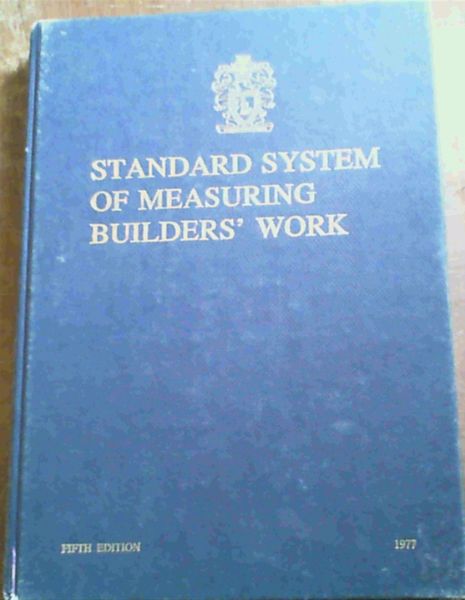 STANDARD SYSTEM
OF MEASURING
BUILDERS' WORK
FIFTH EDITION 1977